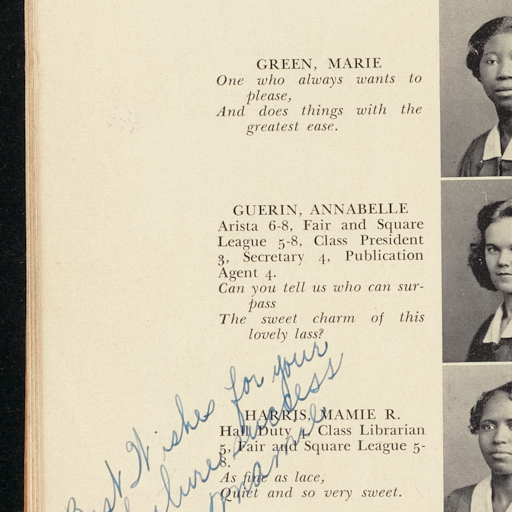 GREEN, MARIE
One who always wants to
please,
And does things with the
greatest ease.
GUERIN, ANNABELLE
Arista 6-8, Fair and Square
League 5-8, Class President
3, Secretary 4, Publication
Agent 4.
Can you tell us who can sur-
pass
The sweet charm of this
lovely lass?
HARRIS, MAMIE R.
Hall Duty 4, Class Librarian
5, Fair and Square League 5-
8.
As fine as lace,
Quiet and so very sweet.
Best Wishes for your
future success
Mamie